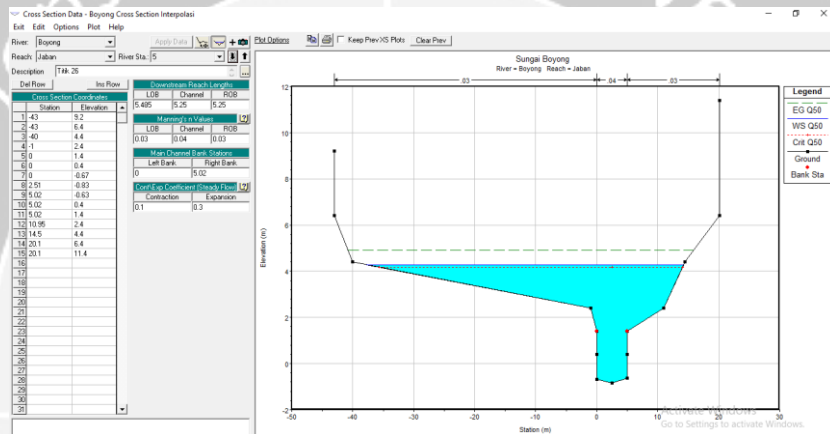 Cross Section Data - Boyong Cross Section Interpolasi
Exit Edit Options Plot Help
River: Boyong
Apply Data
Plot Options
Keep Prev XS Plots
Clear Prev
Reach: Jaban
River Sta.: 5
Description Titik 26
Del Row
Ins Row
Cross Section Coordinates
Station Elevation
1 -43 9.2
2 -43 6.4
3 -40 4.4
4 -1 2.4
5 0 1.4
6 0 0.4
7 0 -0.67
8 2.51 -0.83
9 5.02 -0.63
10 5.02 0.4
11 5.02 1.4
12 10.95 2.4
13 14.5 4.4
14 20.1 6.4
15 20.1 11.4
16
17
18
19
20
21
22
23
24
25
26
27
28
29
30
31
Downstream Reach Lengths
LOB Channel ROB
5.485 5.25 5.25
Manning's n Values
LOB Channel ROB
0.03 0.04 0.03
Main Channel Bank Stations
Left Bank Right Bank
0 5.02
Cont\Exp Coefficient (Steady Flow)
Contraction Expansion
0.1 0.3
Sungai Boyong
River = Boyong Reach = Jaban
.03 .04 .03
12
10
8
6
4
2
0
-2
Elevation (m)
-50 -40 -30 -20 -10 0 10 20 30
Station (m)
Legend
EG Q50
WS Q50
Crit Q50
Ground
Bank Sta
Activate Windows
Go to Settings to activate Windows.